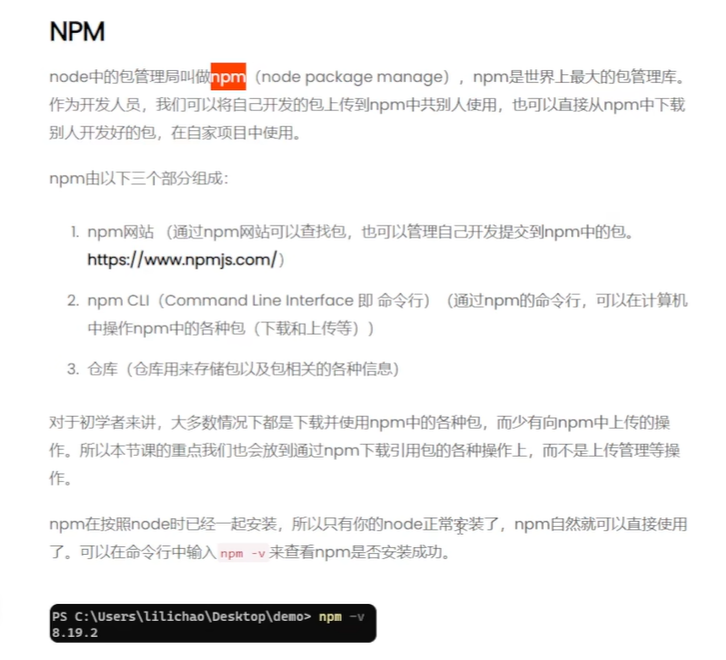 NPM
node中的包管理局叫做npm（node package manage），npm是世界上最大的包管理库。
作为开发人员，我们可以将自己开发的包上传到npm中共别人使用，也可以直接从npm中下载
别人开发好的包，在自家项目中使用。
npm由以下三个部分组成：
1. npm网站 （通过npm网站可以查找包，也可以管理自己开发提交到npm中的包。
https://www.npmjs.com/）
2. npm CLI（Command Line Interface 即 命令行）（通过npm的命令行，可以在计算机
中操作npm中的各种包（下载和上传等））
3. 仓库（仓库用来存储包以及包相关的各种信息）
对于初学者来讲，大多数情况下都是下载并使用npm中的各种包，而少有向npm中上传的操
作。所以本节课的重点我们也会放到通过npm下载引用包的各种操作上，而不是上传管理等操
作。
npm在按照node时已经一起安装，所以只有你的node正常安装了，npm自然就可以直接使用
了。可以在命令行中输入 npm -v 来查看npm是否安装成功。
PS C:\Users\lilichao\Desktop\demo> npm -v
8.19.2